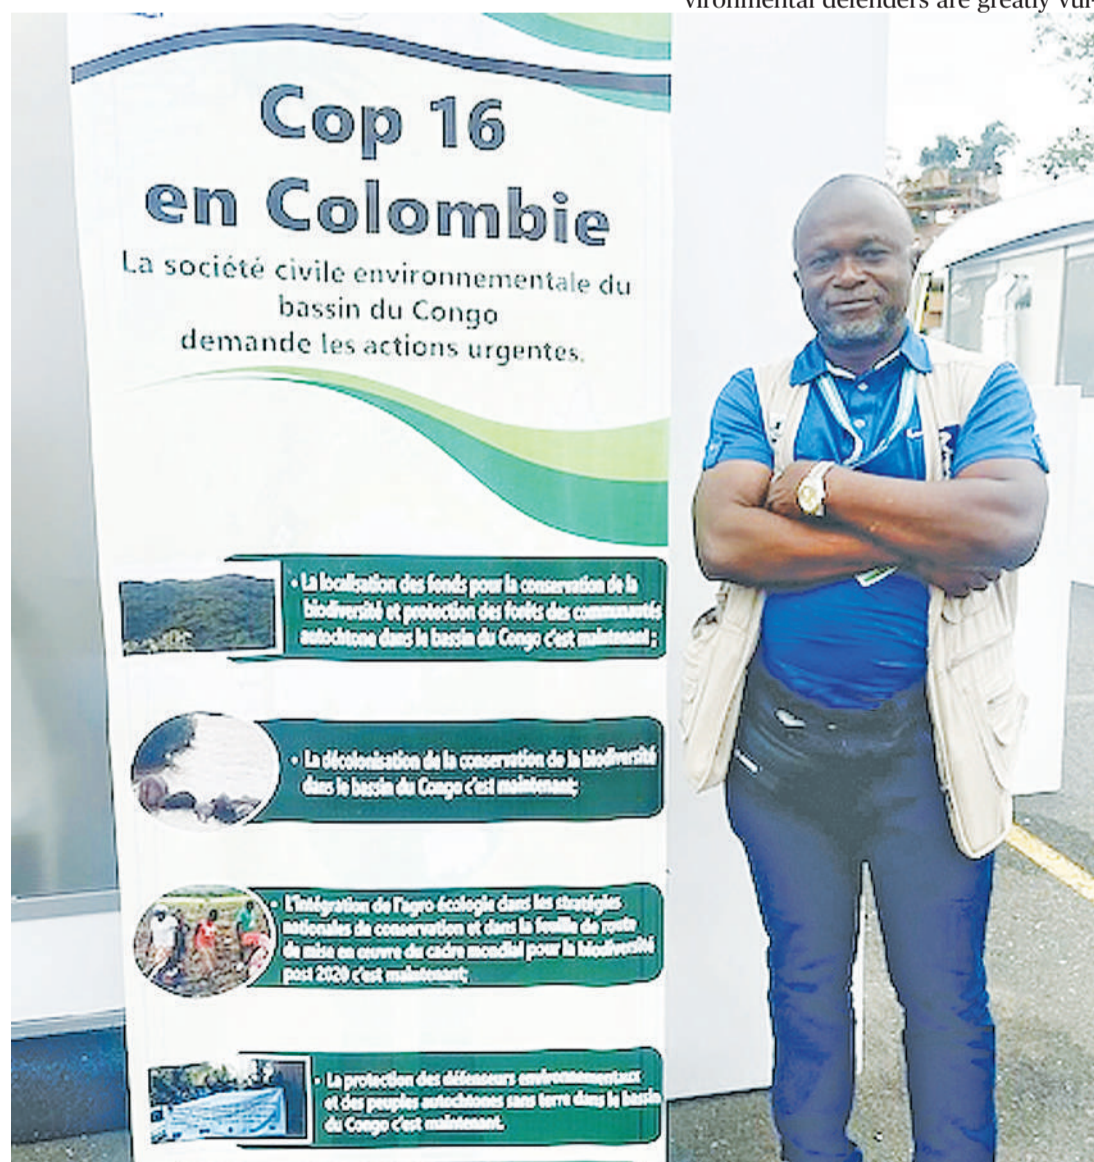 vironmental defenders are greatly vul-
Cop 16
en Colombie
La société civile environnementale du
bassin du Congo
demande les actions urgentes.
• La localisation des fonds pour la conservation de la
biodiversité et protection des forêts des communautés
autochtone dans le bassin du Congo c'est maintenant ;
• La décolonisation de la conservation de la biodiversité
dans le bassin du Congo c'est maintenant;
• L'intégration de l'agro écologie dans les stratégies
nationales de conservation et dans la feuille de route
de mise en œuvre du cadre mondial pour la biodiversité
post 2020 c'est maintenant;
• La protection des défenseurs environnementaux
et des peuples autochtones sans terre dans le bassin
du Congo c'est maintenant.